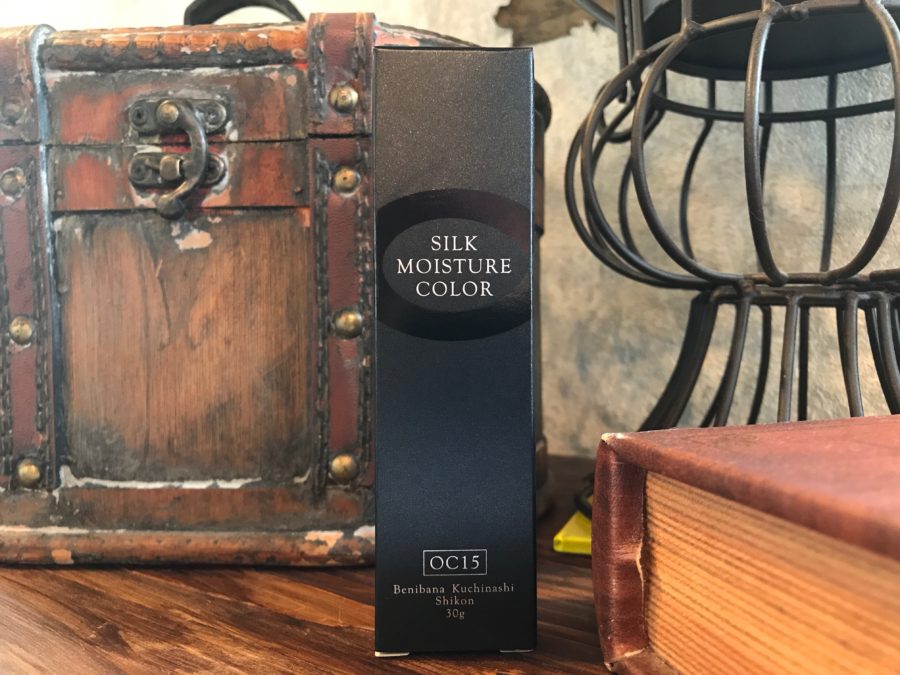 SILK
MOISTURE
COLOR
OC15
Benibana Kuchinashi
Shikon
30g